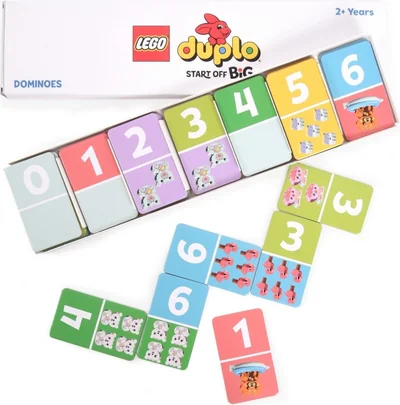 LEGO duplo
2+ Years
START OFF BiG
DOMINOES
0 1 2 3 4 5 6
3
6 3
4 6
1